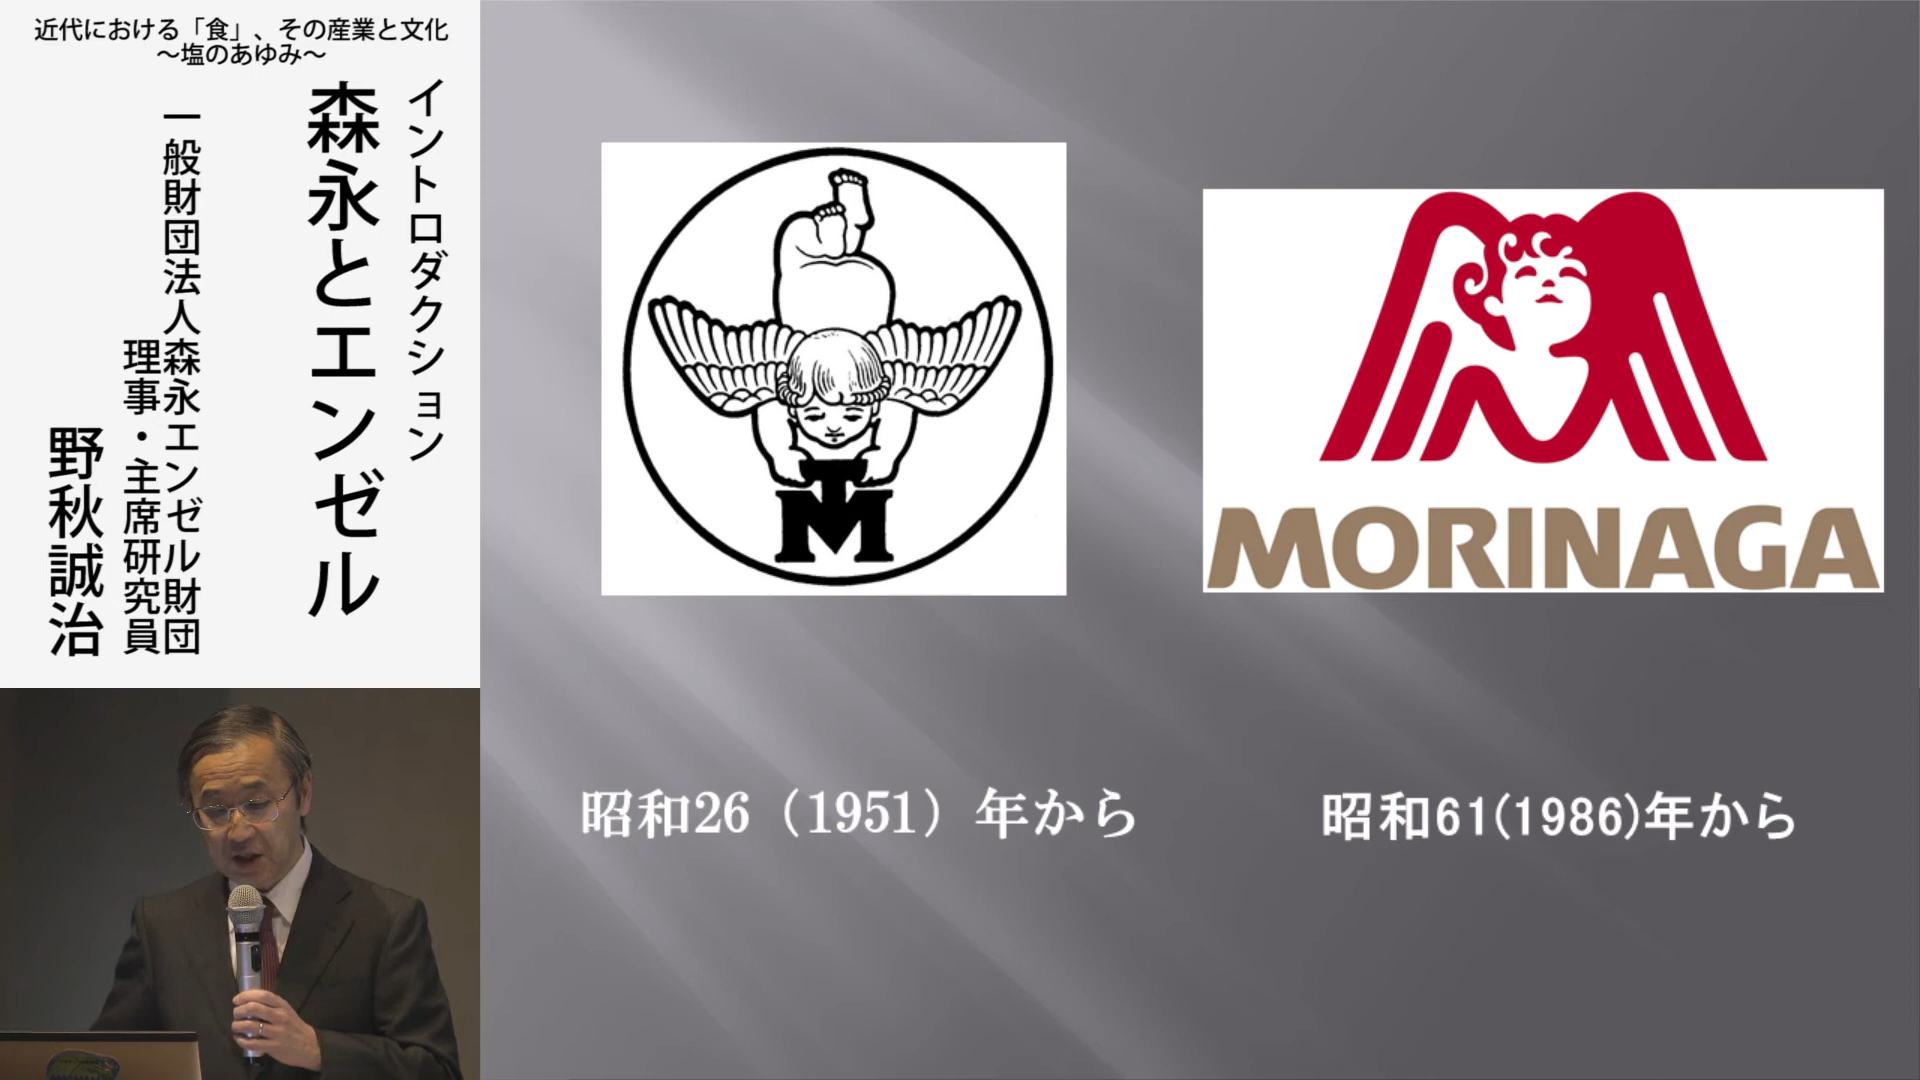 近代における「食」、その産業と文化
～塩のあゆみ～
イントロダクション
森永とエンゼル
一般財団法人森永エンゼル財団
理事・主席研究員
野秋誠治
TM
MORINAGA
昭和26（1951）年から
昭和61(1986)年から